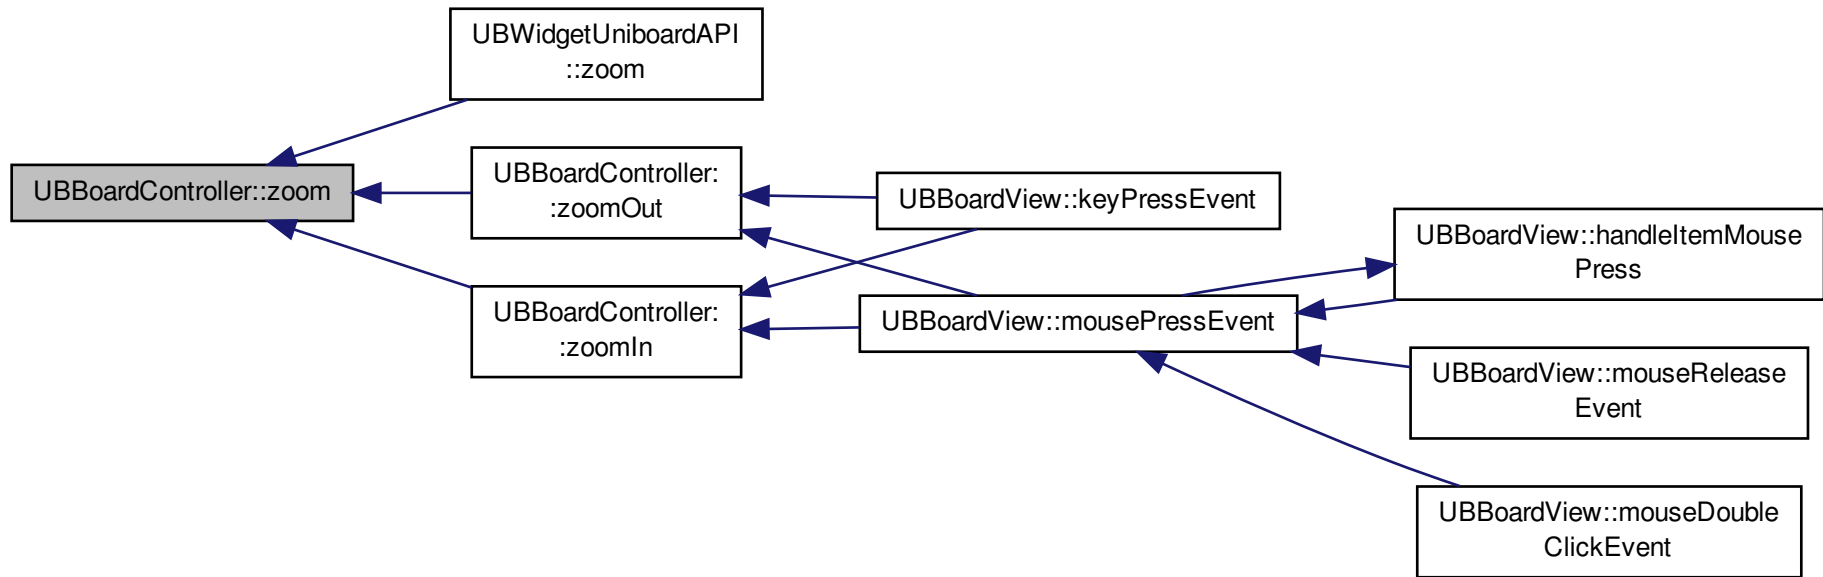 UBWidgetUniboardAPI
::zoom
UBBoardController::zoom
UBBoardController:
:zoomOut
UBBoardController:
:zoomIn
UBBoardView::keyPressEvent
UBBoardView::mousePressEvent
UBBoardView::handleItemMouse
Press
UBBoardView::mouseRelease
Event
UBBoardView::mouseDouble
ClickEvent